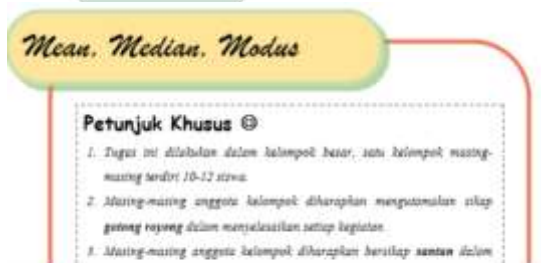 Mean. Median. Modus
Petunjuk Khusus ☺
1. Tugas ini dilakukan dalam kelompok besar, satu kelompok masing-
masing terdiri 10-12 siswa.
2. Masing-masing anggota kelompok diharapkan mengutamakan sikap
gotong royong dalam menyelesaikan setiap kegiatan.
3. Masing-masing anggota kelompok diharapkan bersikap santun dalam